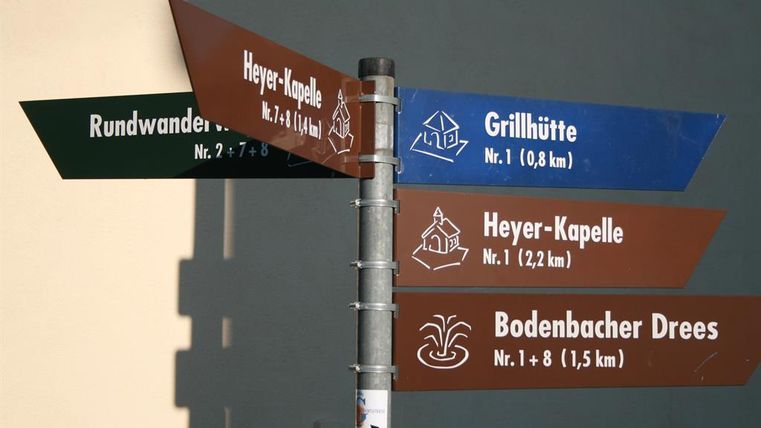 Heyer-Kapelle
Nr. 7+8 (1,4 km)
Nr. 2+7+8
Grillhütte
Nr. 1 (0,8 km)
Heyer-Kapelle
Nr. 1 (2,2 km)
Bodenbacher Drees
Nr. 1+8 (1,5 km)